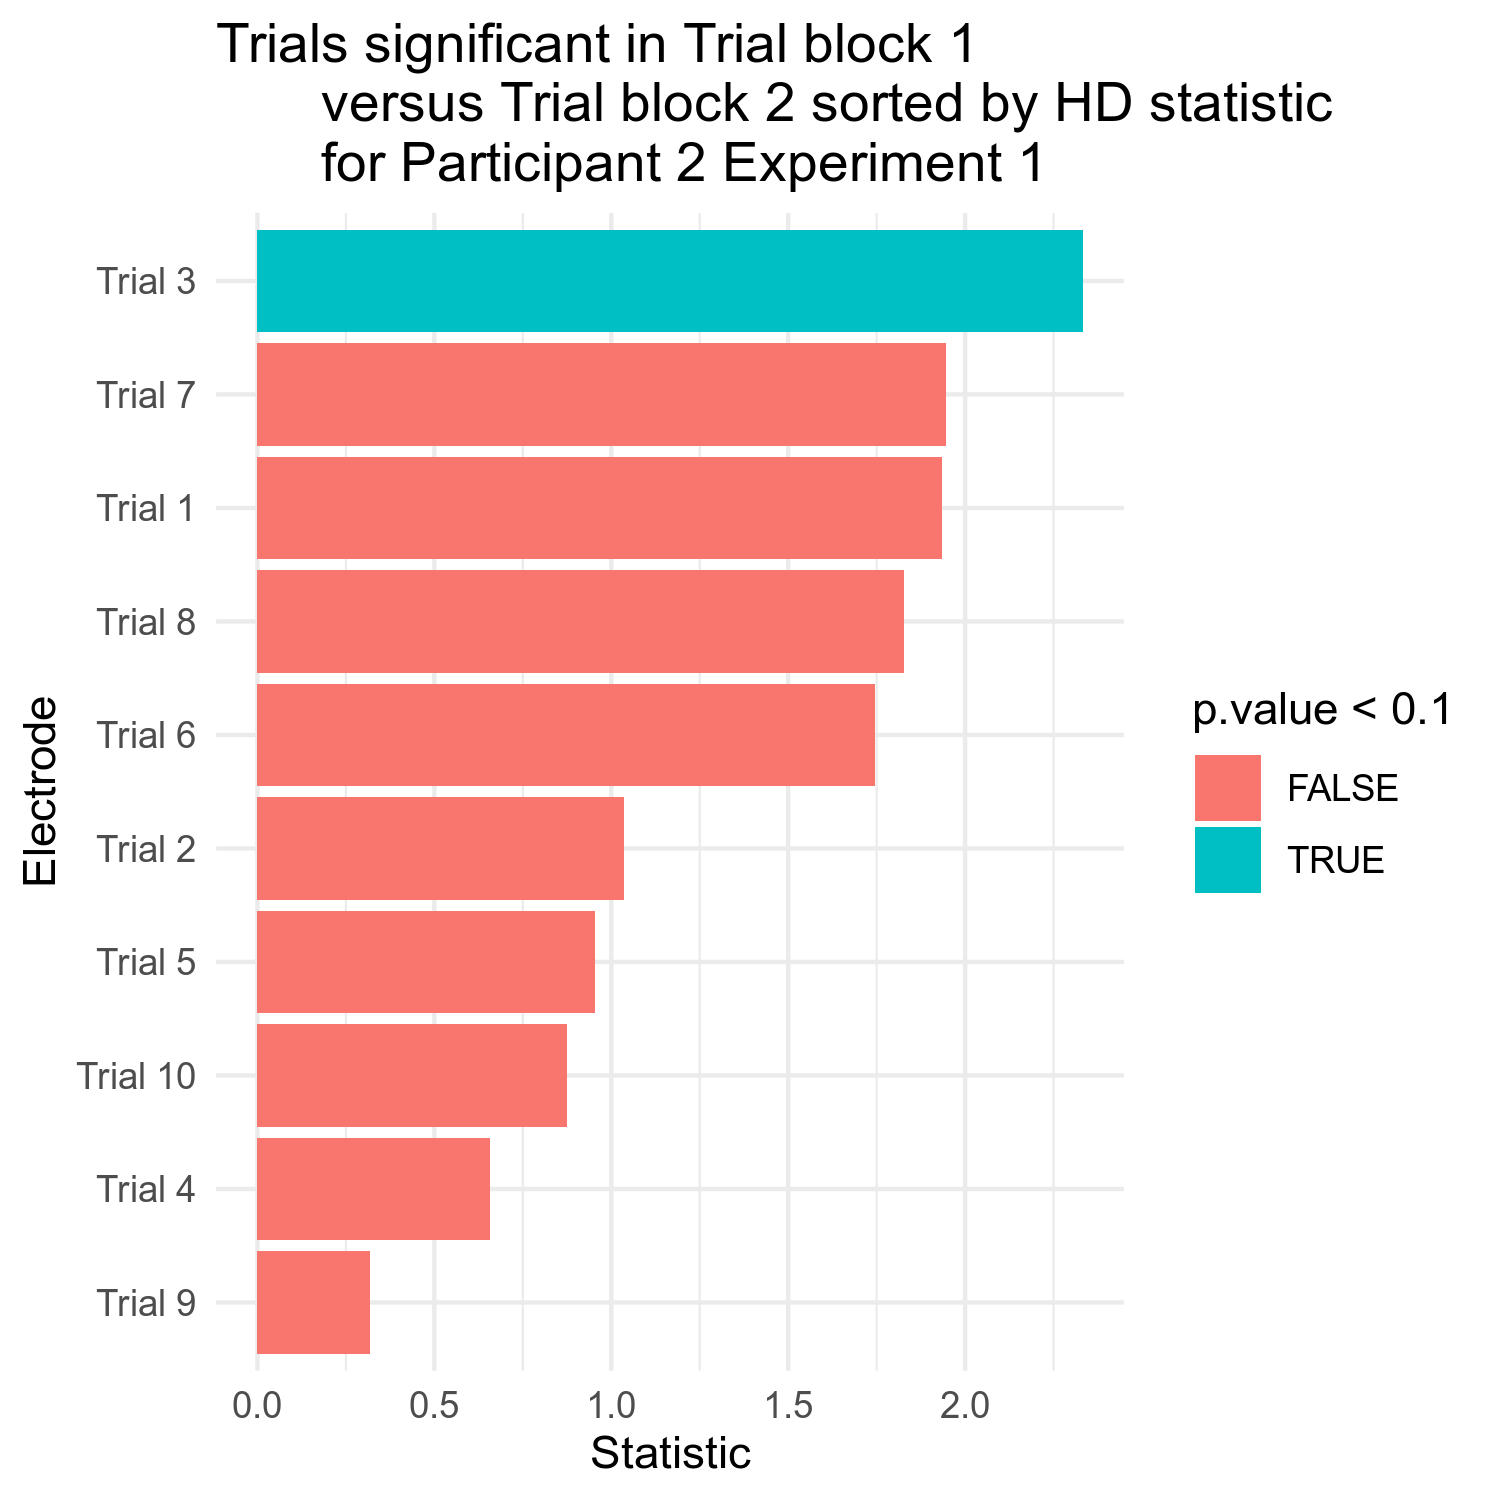 Trials significant in Trial block 1
versus Trial block 2 sorted by HD statistic
for Participant 2 Experiment 1
Trial 3
Trial 7
Trial 1
Trial 8
Trial 6
Trial 2
Trial 5
Trial 10
Trial 4
Trial 9
Electrode
0.0 0.5 1.0 1.5 2.0
Statistic
p.value < 0.1
FALSE
TRUE